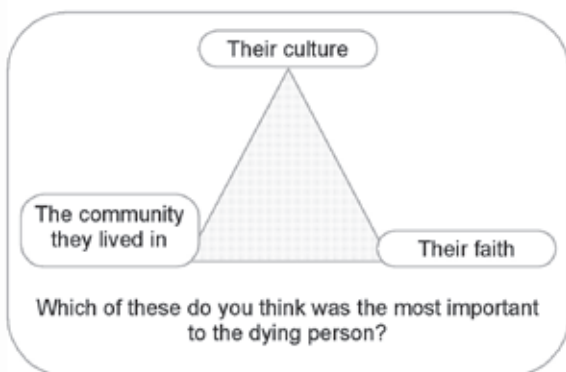 Their culture
The community
they lived in
Their faith
Which of these do you think was the most important
to the dying person?